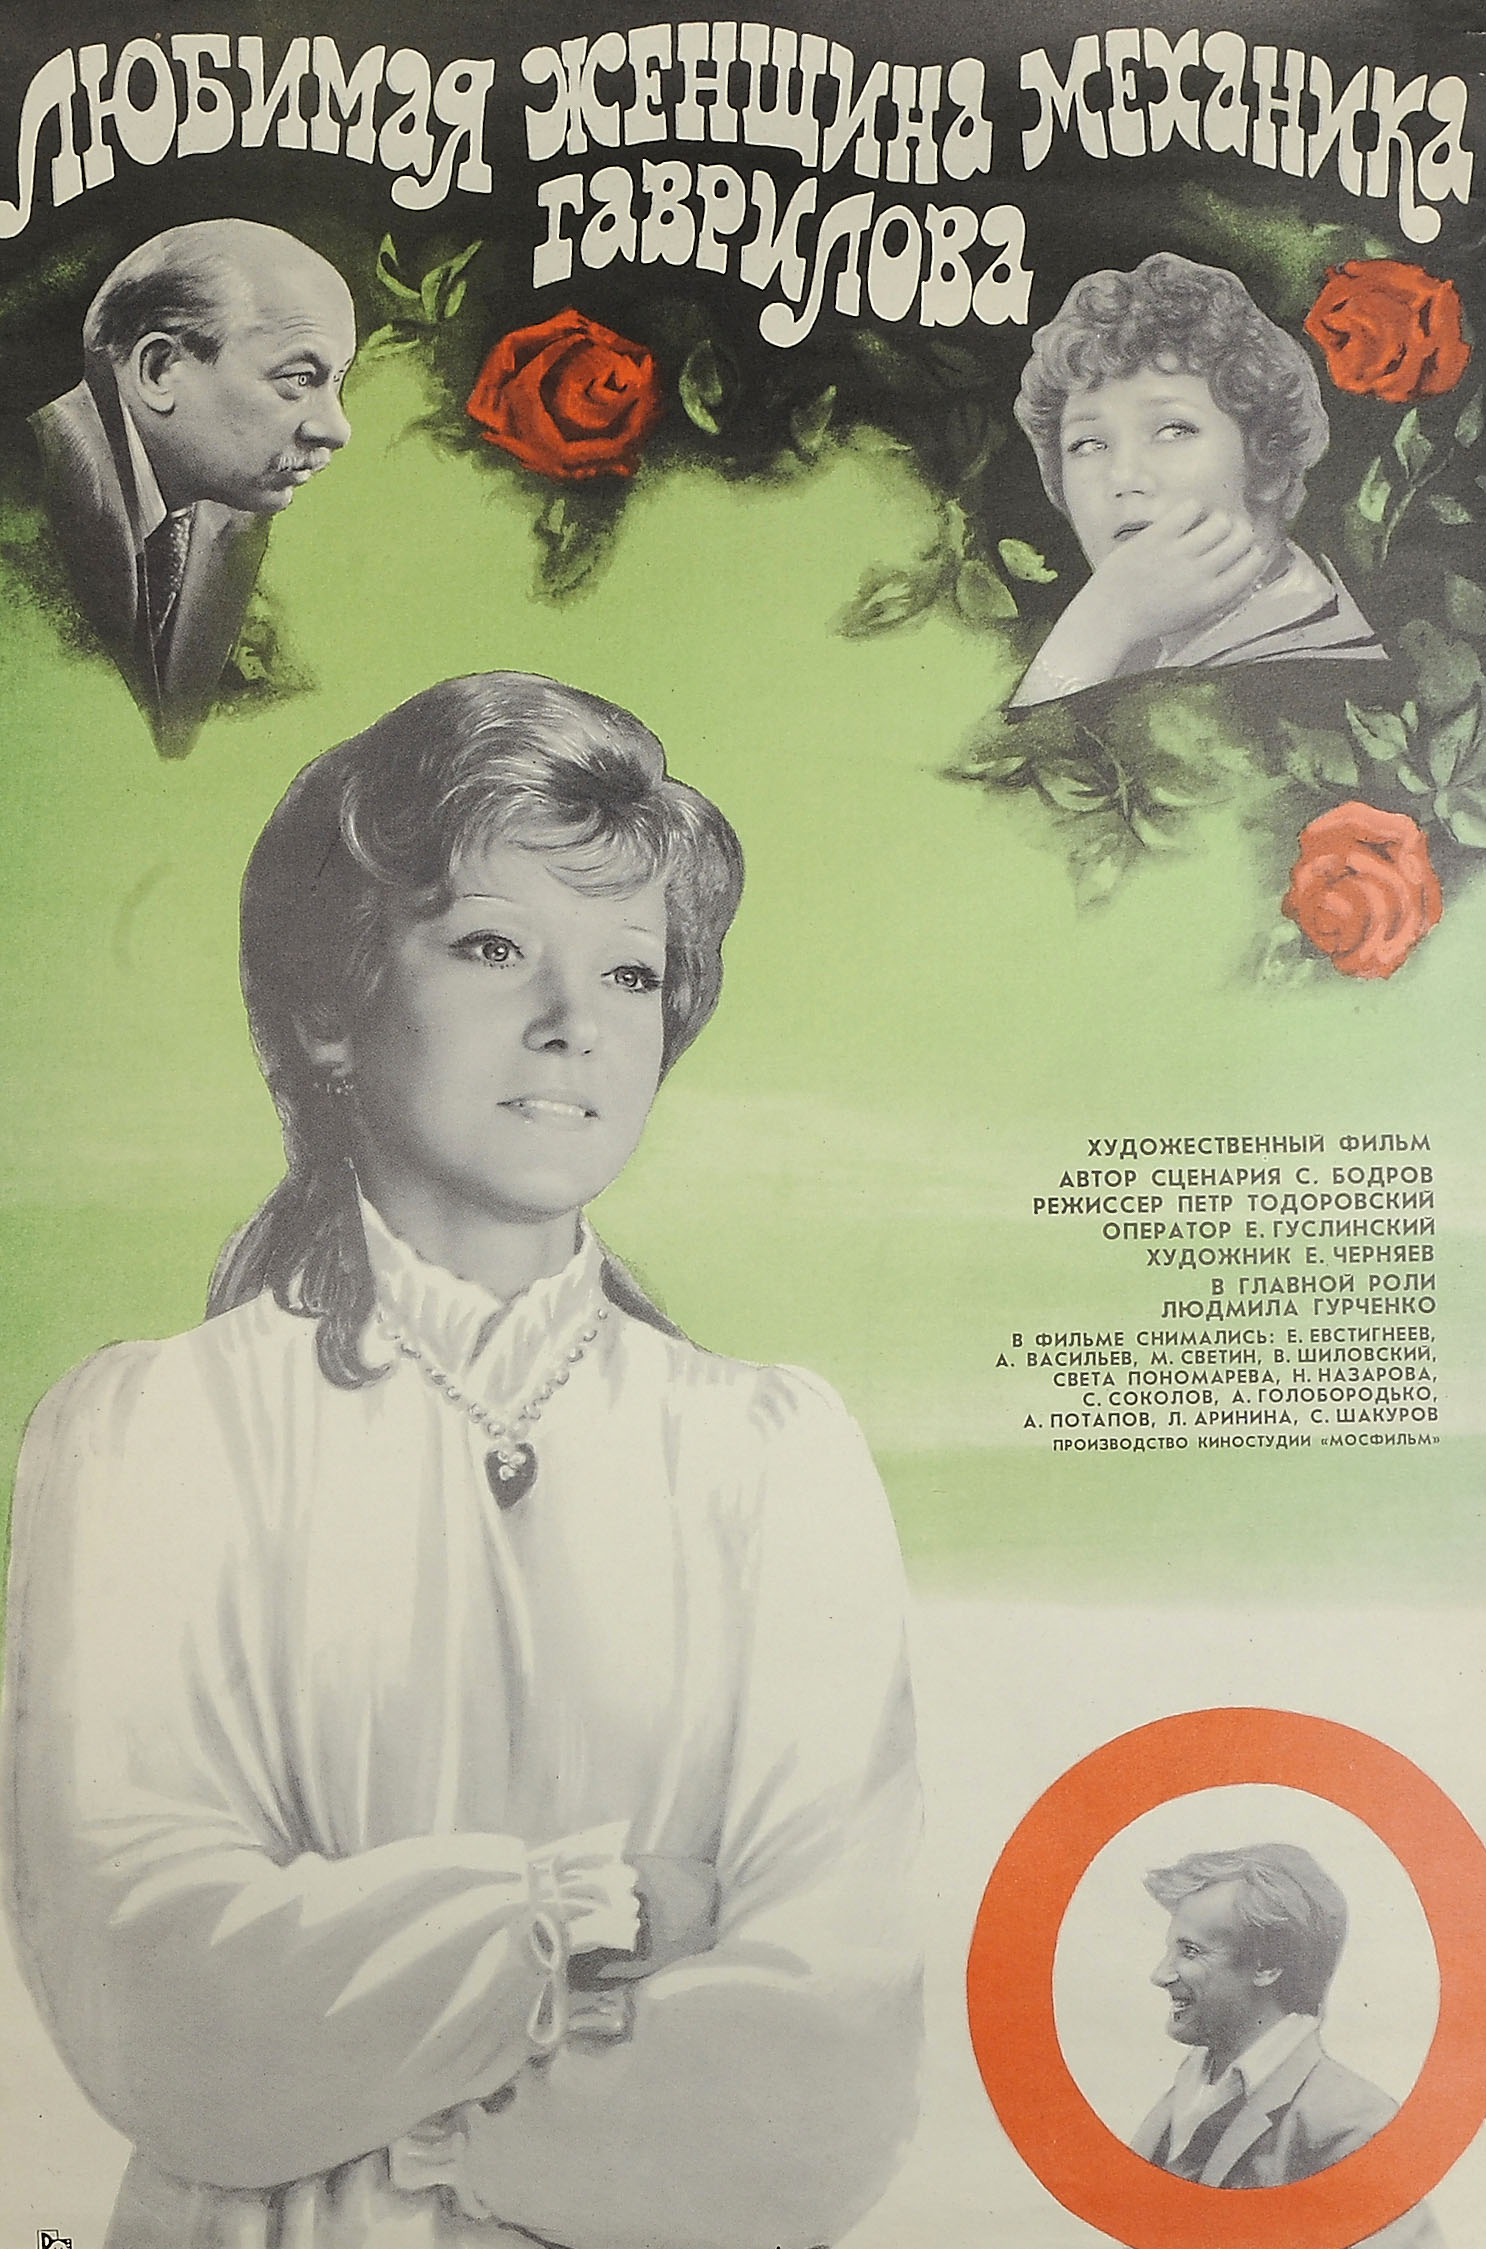 ЛЮБИМАЯ ЖЕНЩИНА МЕХАНИКА
ГАВРИЛОВА
ХУДОЖЕСТВЕННЫЙ ФИЛЬМ
АВТОР СЦЕНАРИЯ С. БОДРОВ
РЕЖИССЕР ПЕТР ТОДОРОВСКИЙ
ОПЕРАТОР Е. ГУСЛИНСКИЙ
ХУДОЖНИК Е. ЧЕРНЯЕВ
В ГЛАВНОЙ РОЛИ
ЛЮДМИЛА ГУРЧЕНКО
В ФИЛЬМЕ СНИМАЛИСЬ: Е. ЕВСТИГНЕЕВ,
А. ВАСИЛЬЕВ, М. СВЕТИН, В. ШИЛОВСКИЙ,
СВЕТА ПОНОМАРЕВА, Н. НАЗАРОВА,
С. СОКОЛОВ, А. ГОЛОБОРОДЬКО,
А. ПОТАПОВ, Л. АРИНИНА, С. ШАКУРОВ
ПРОИЗВОДСТВО КИНОСТУДИИ «МОСФИЛЬМ»